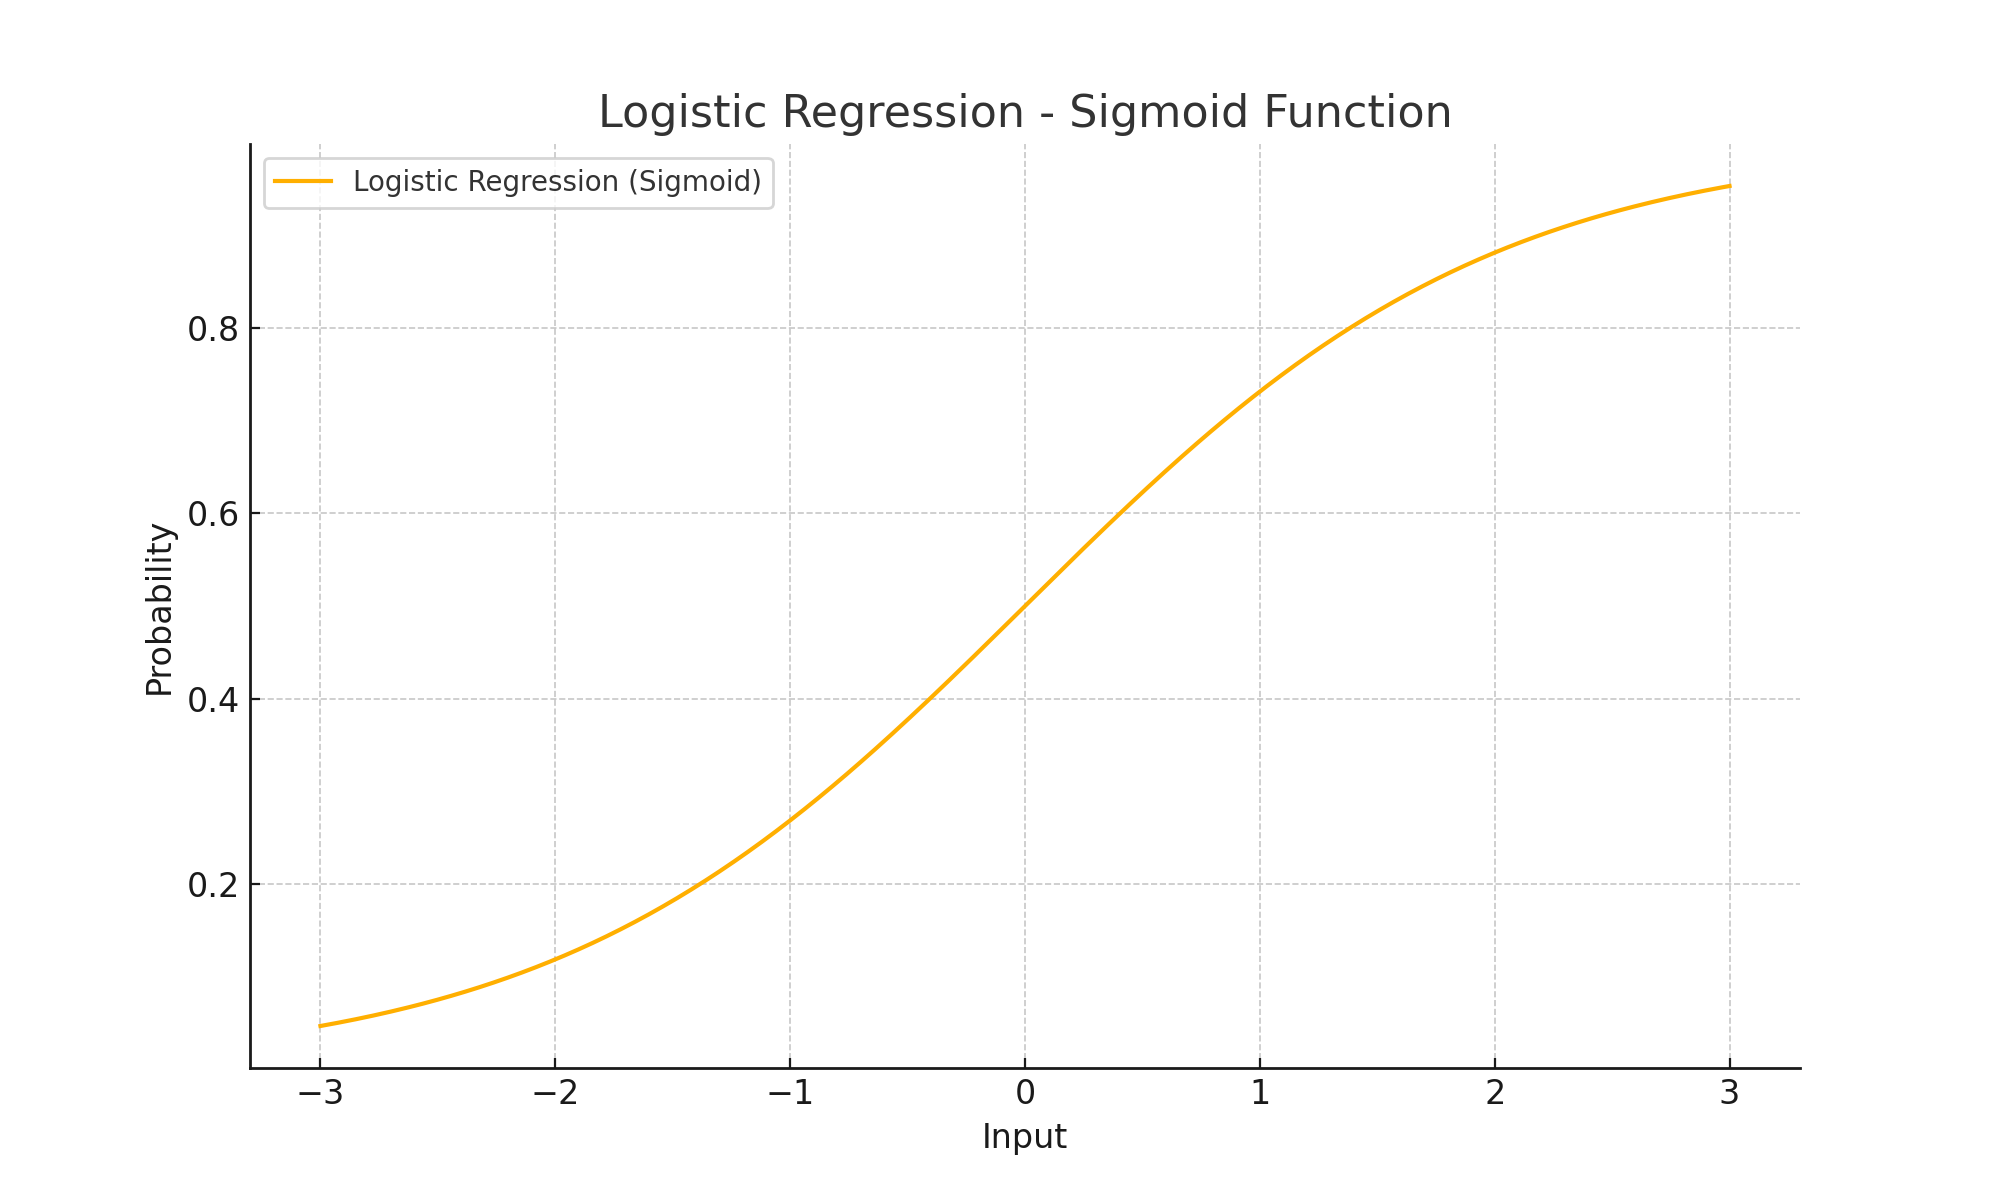 Logistic Regression - Sigmoid Function
Logistic Regression (Sigmoid)
0.8
0.6
0.4
0.2
Probability
−3 −2 −1 0 1 2 3
Input